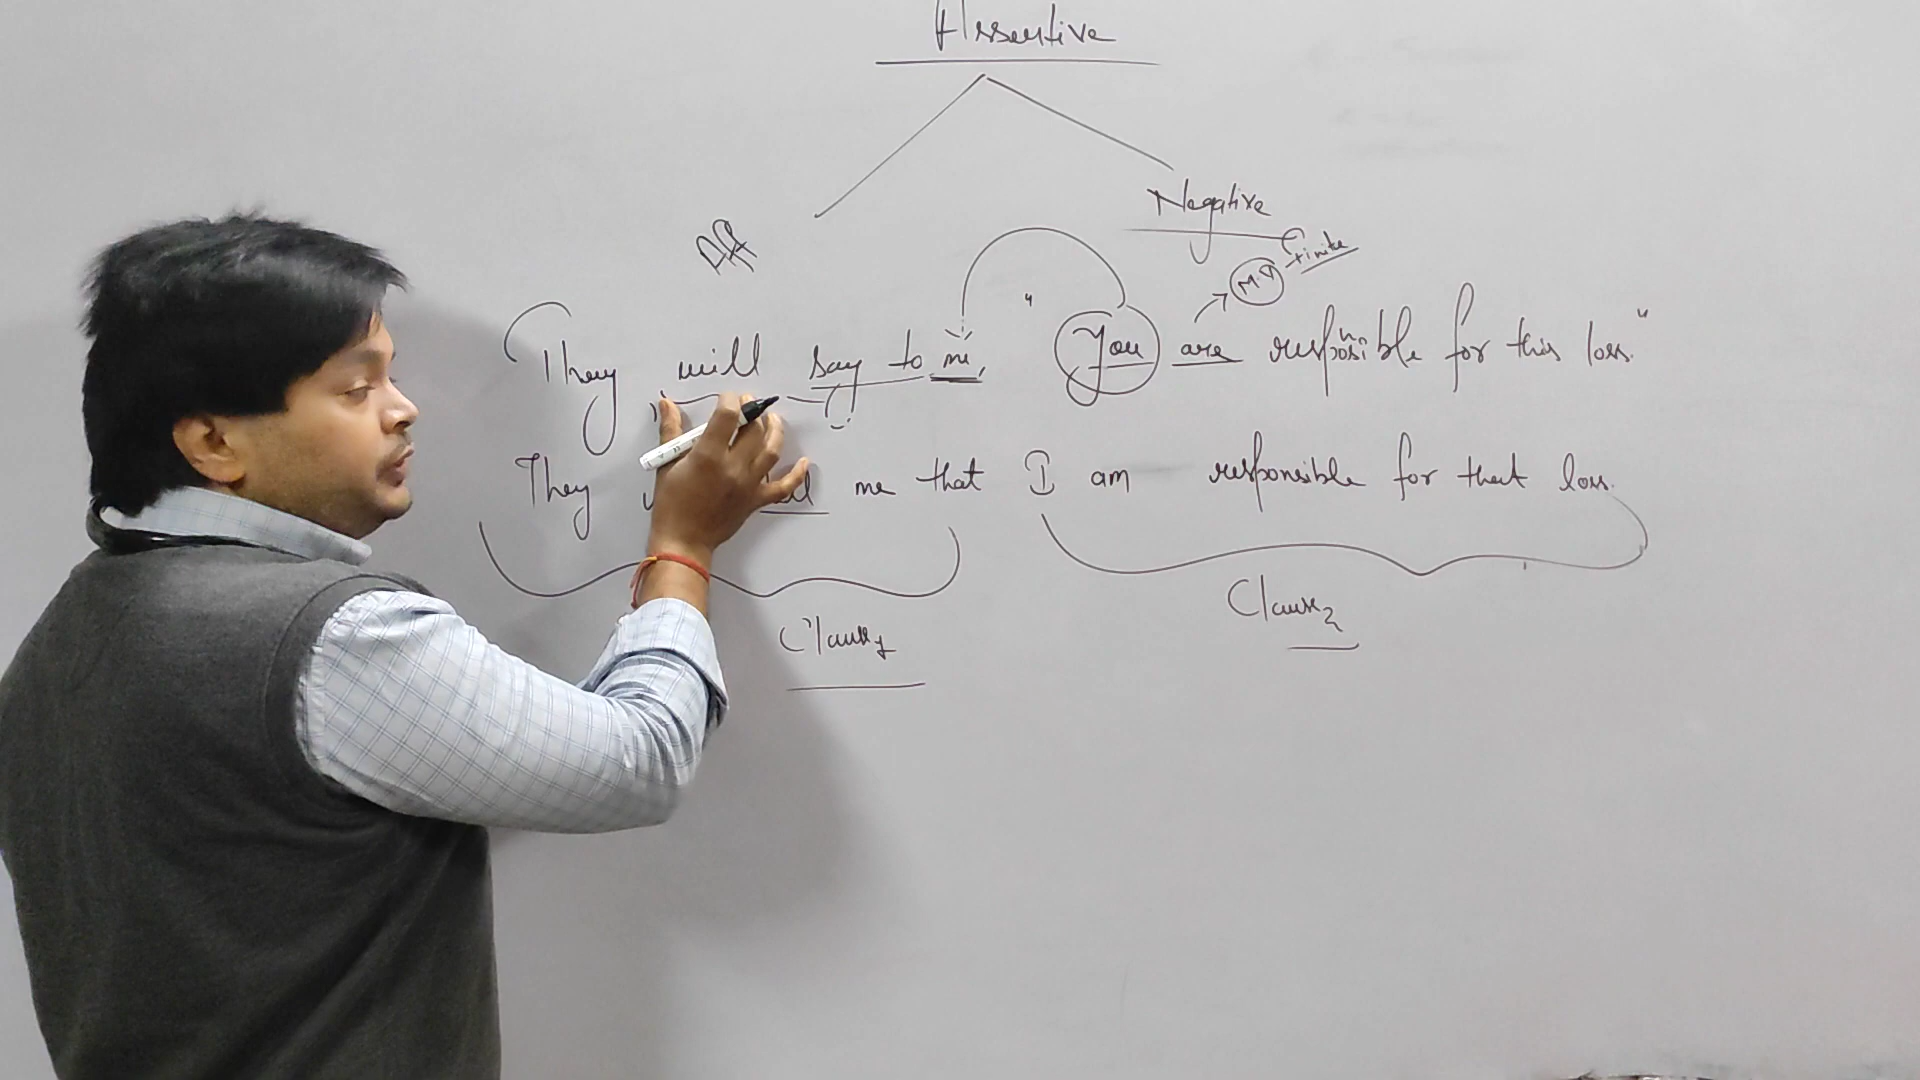 Assertive
Negative
Aff
M.V finite
They will say to me, "You are responsible for this loss."
They tell me that I am responsible for that loss.
Clause1
Clause2